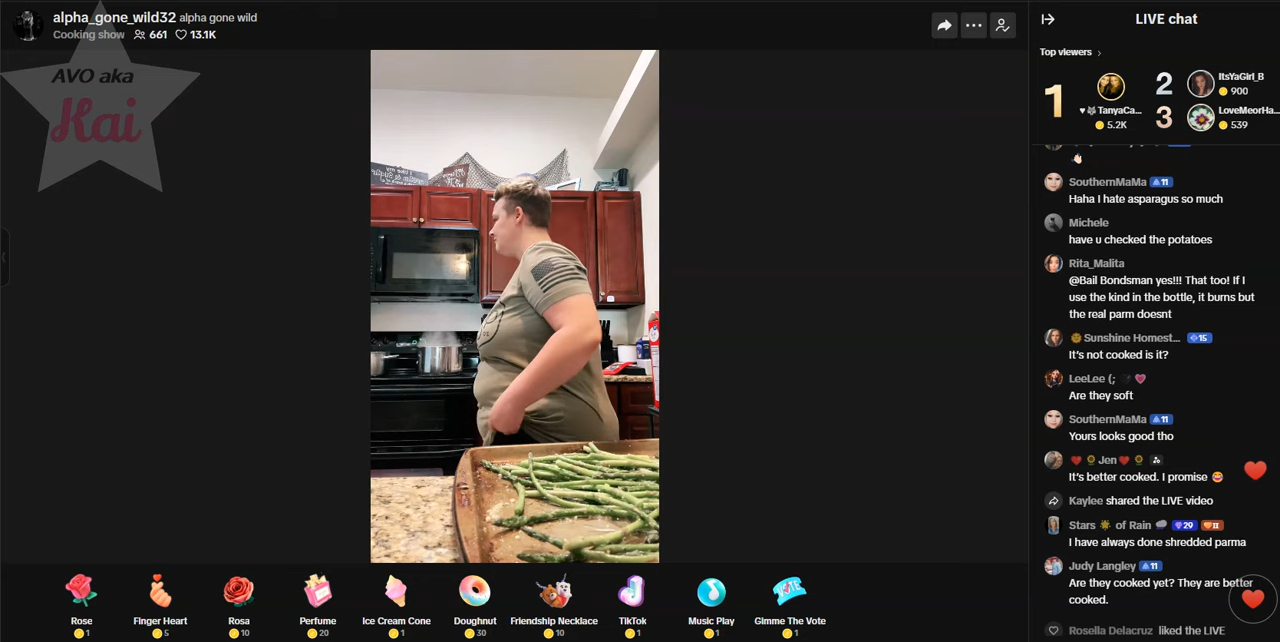 alpha_gone_wild32 alpha gone wild
Cooking show 661 13.1K
AVO aka
Kai
LIVE chat
Top viewers
1 TanyaCa... 5.2K
2 ItsYaGirl_B 900
3 LoveMeorHa... 539
SouthernMaMa 11
Haha I hate asparagus so much
Michele
have u checked the potatoes
Rita_Malita
@Bail Bondsman yes!!! That too! If I
use the kind in the bottle, it burns but
the real parm doesnt
Sunshine Homest... 15
It's not cooked is it?
LeeLee (;
Are they soft
SouthernMaMa 11
Yours looks good tho
Jen
It's better cooked. I promise
Kaylee shared the LIVE video
Stars of Rain 29 II
I have always done shredded parma
Judy Langley 11
Are they cooked yet? They are better
cooked.
Rosella Delacruz liked the LIVE
Rose Finger Heart Rosa Perfume Ice Cream Cone Doughnut Friendship Necklace TikTok Music Play Gimme The Vote
1 5 10 20 1 30 10 1 1 1